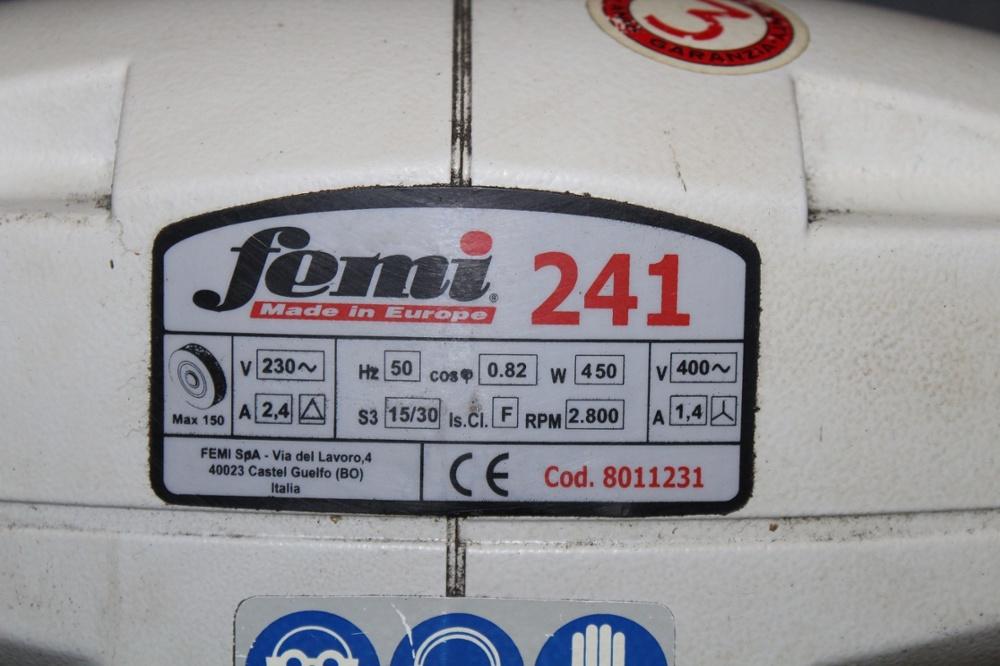 3
GARANZIA
femi® 241
Made in Europe
V 230~ Hz 50 cosφ 0.82 W 450 V 400~
Max 150 A 2,4 △ S3 15/30 Is.Cl. F RPM 2.800 A 1,4
FEMI SpA - Via del Lavoro,4
40023 Castel Guelfo (BO)
Italia
CE Cod. 8011231